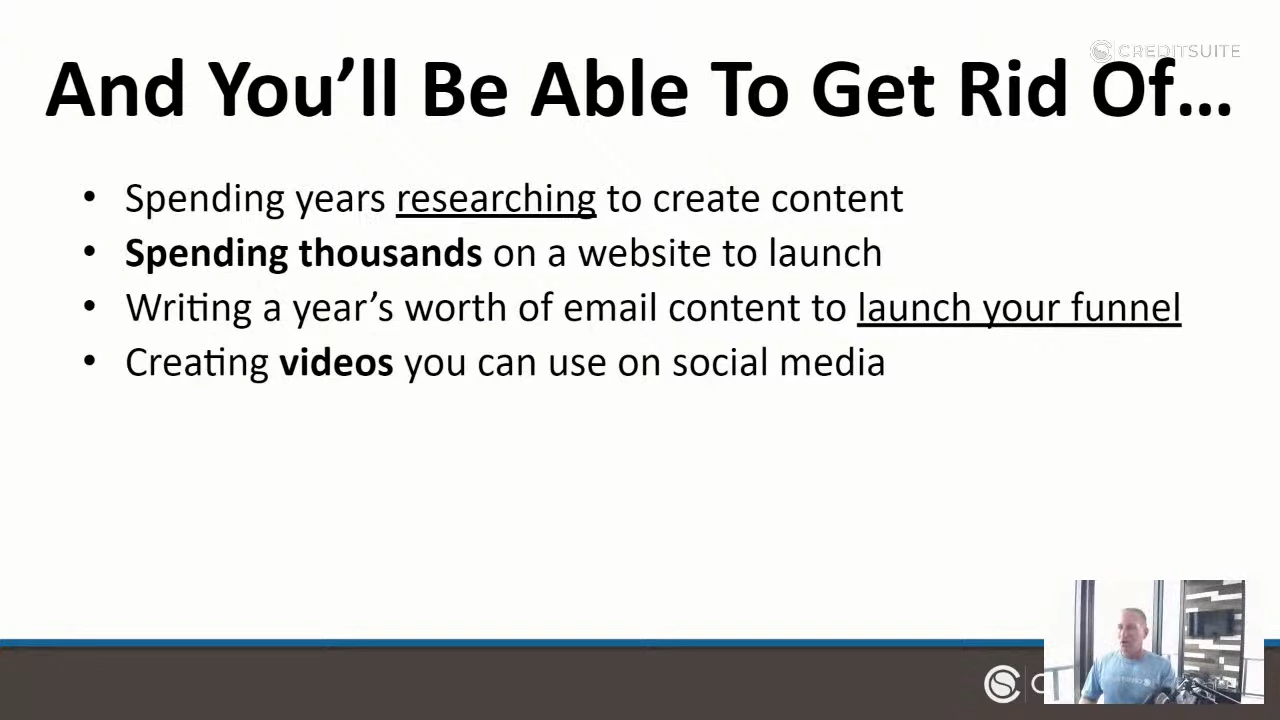 CREDITSUITE
And You’ll Be Able To Get Rid Of...
• Spending years researching to create content
• Spending thousands on a website to launch
• Writing a year’s worth of email content to launch your funnel
• Creating videos you can use on social media